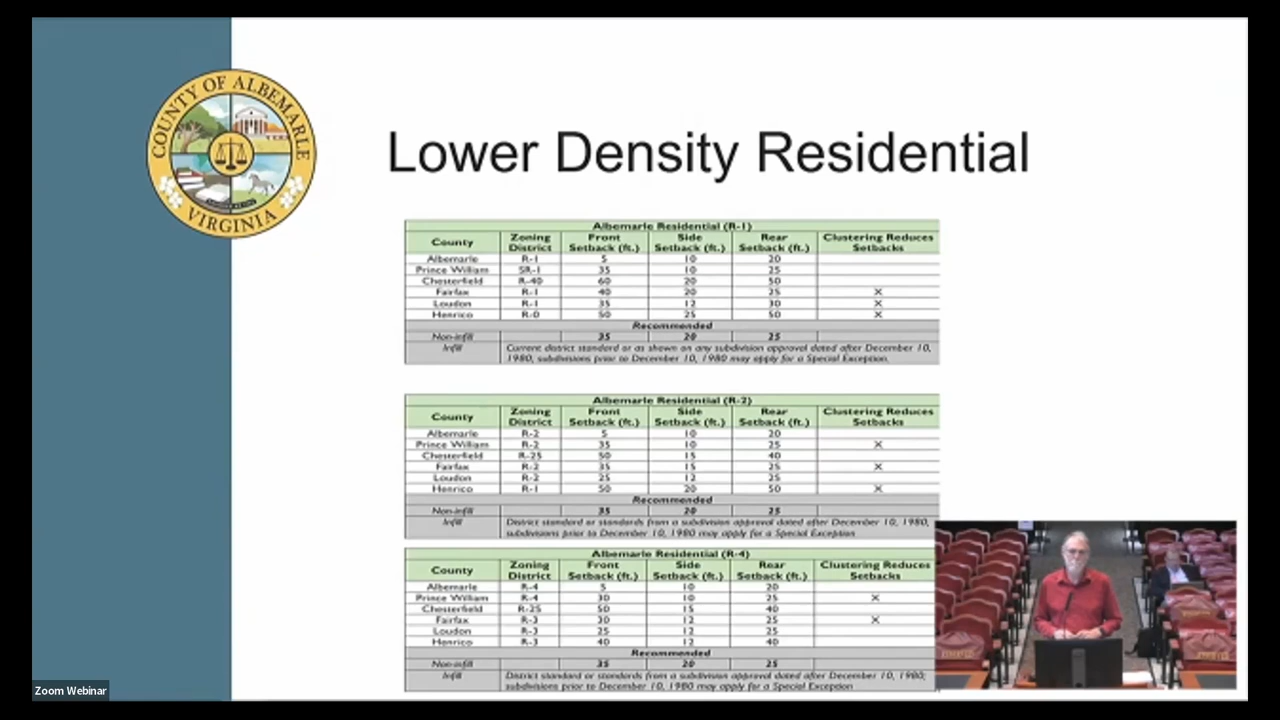 COUNTY OF ALBEMARLE
VIRGINIA
Lower Density Residential
Albemarle Residential (R-1)
County Zoning District Front Setback (ft.) Side Setback (ft.) Rear Setback (ft.) Clustering Reduces Setbacks
Albemarle R-1 5 10 20
Prince William SR-1 35 10 25
Chesterfield R-40 60 20 50
Fairfax R-1 40 20 25 X
Loudon R-1 35 12 30 X
Henrico R-0 50 25 50 X
Recommended
Non-infill 35 20 25
Infill Current district standard or as shown on any subdivision approval dated after December 10,
1980; subdivisions prior to December 10, 1980 may apply for a Special Exception.
Albemarle Residential (R-2)
County Zoning District Front Setback (ft.) Side Setback (ft.) Rear Setback (ft.) Clustering Reduces Setbacks
Albemarle R-2 5 10 20
Prince William R-2 35 10 25 X
Chesterfield R-25 50 15 40
Fairfax R-2 35 15 25 X
Loudon R-2 25 12 25
Henrico R-1 50 20 50 X
Recommended
Non-infill 35 20 25
Infill District standard or standards from a subdivision approval dated after December 10, 1980,
subdivisions prior to December 10, 1980 may apply for a Special Exception
Albemarle Residential (R-4)
County Zoning District Front Setback (ft.) Side Setback (ft.) Rear Setback (ft.) Clustering Reduces Setbacks
Albemarle R-4 5 10 20
Prince William R-4 30 10 25 X
Chesterfield R-25 50 15 40
Fairfax R-3 30 12 25 X
Loudon R-3 25 12 25
Henrico R-3 40 12 40
Recommended
Non-infill 35 20 25
Infill District standard or standards from a subdivision approval dated after December 10, 1980;
subdivisions prior to December 10, 1980 may apply for a Special Exception
Zoom Webinar